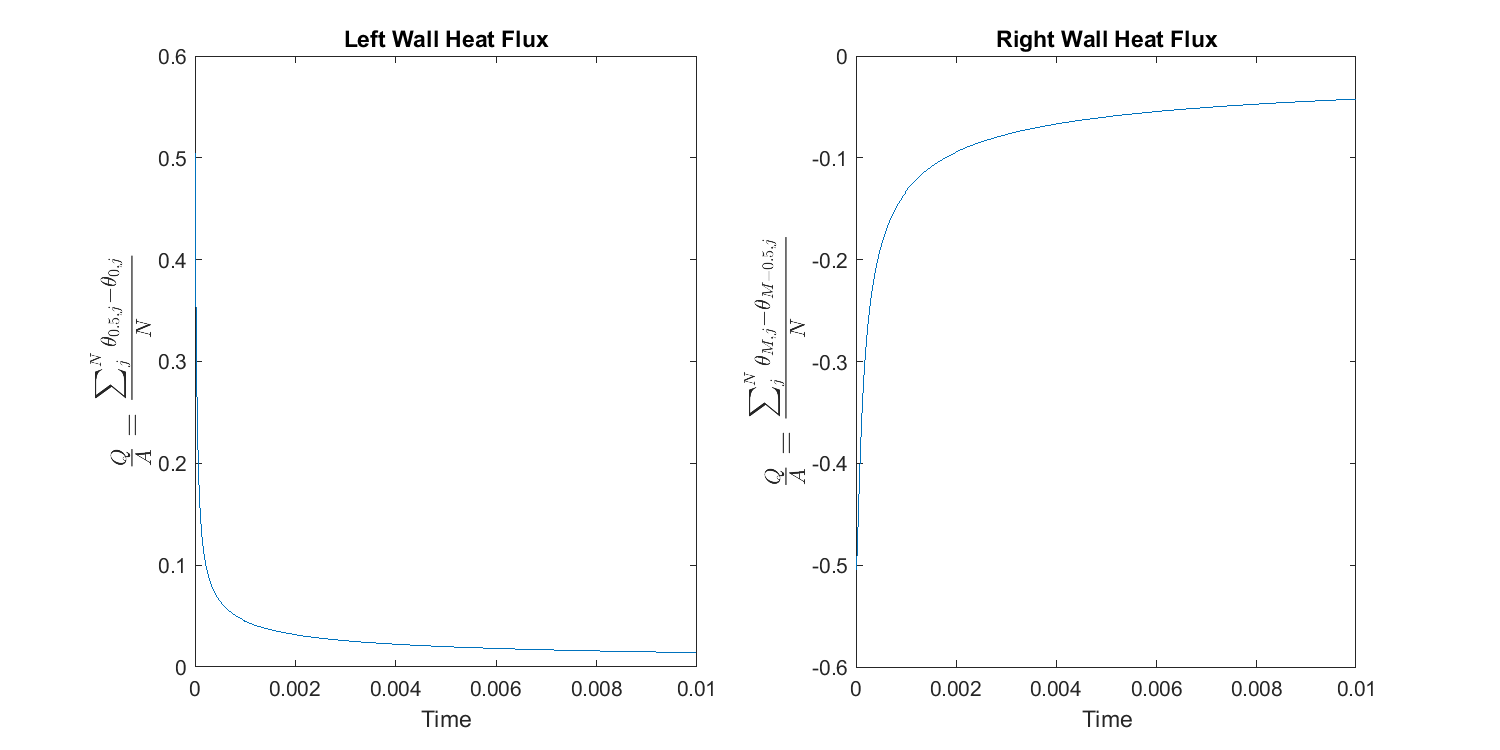 Left Wall Heat Flux
0.6
0.5
0.4
0.3
0.2
0.1
0
0 0.002 0.004 0.006 0.008 0.01
Time
Q/A = ∑_j^N θ_{0.5,j}−θ_{0,j} / N
Right Wall Heat Flux
0
-0.1
-0.2
-0.3
-0.4
-0.5
-0.6
0 0.002 0.004 0.006 0.008 0.01
Time
Q/A = ∑_j^N θ_{M,j}−θ_{M−0.5,j} / N